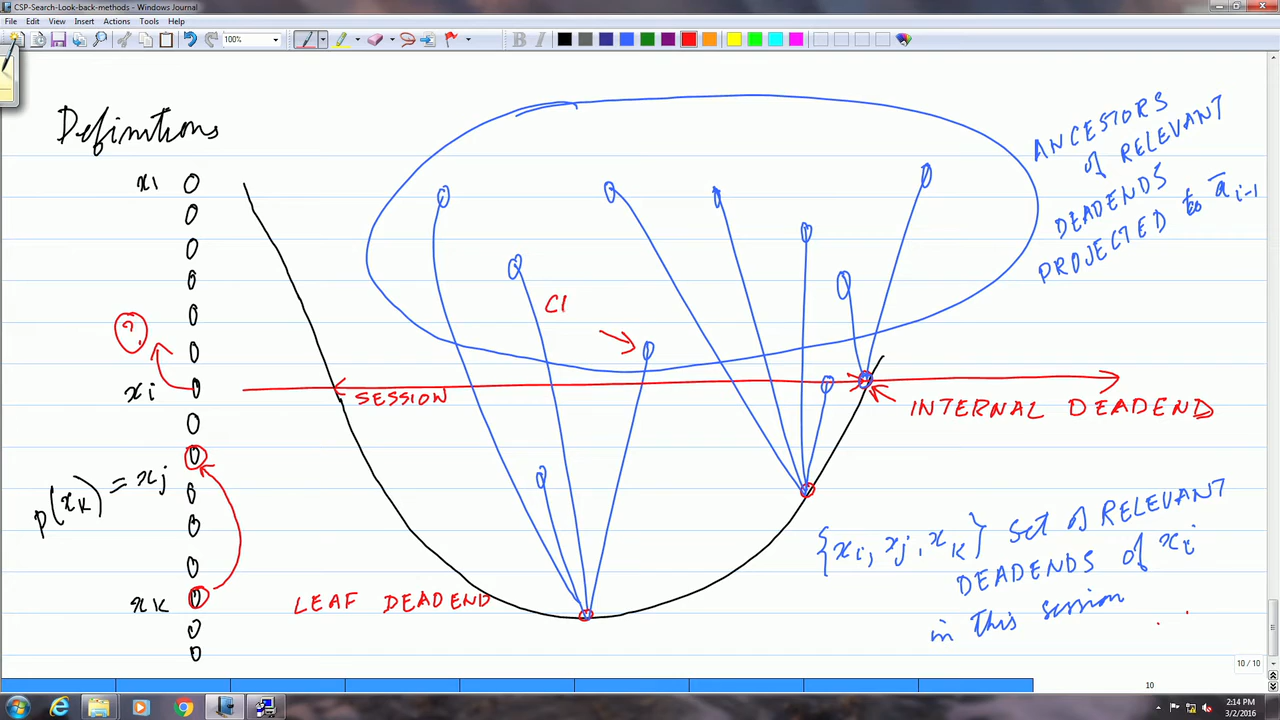 CSP-Search-Look-back-methods - Windows Journal
File Edit View Insert Actions Tools Help
100%
B I
Definitions
x1
?
xi
p(xk) = xj
xk
CI
SESSION
LEAF DEADEND
INTERNAL DEADEND
ANCESTORS
of RELEVANT
DEADENDS
PROJECTED to āi-1
{xi, xj, xk} Set of RELEVANT
DEADENDS of xi
in this session
10/10
10
2:14 PM
3/2/2016